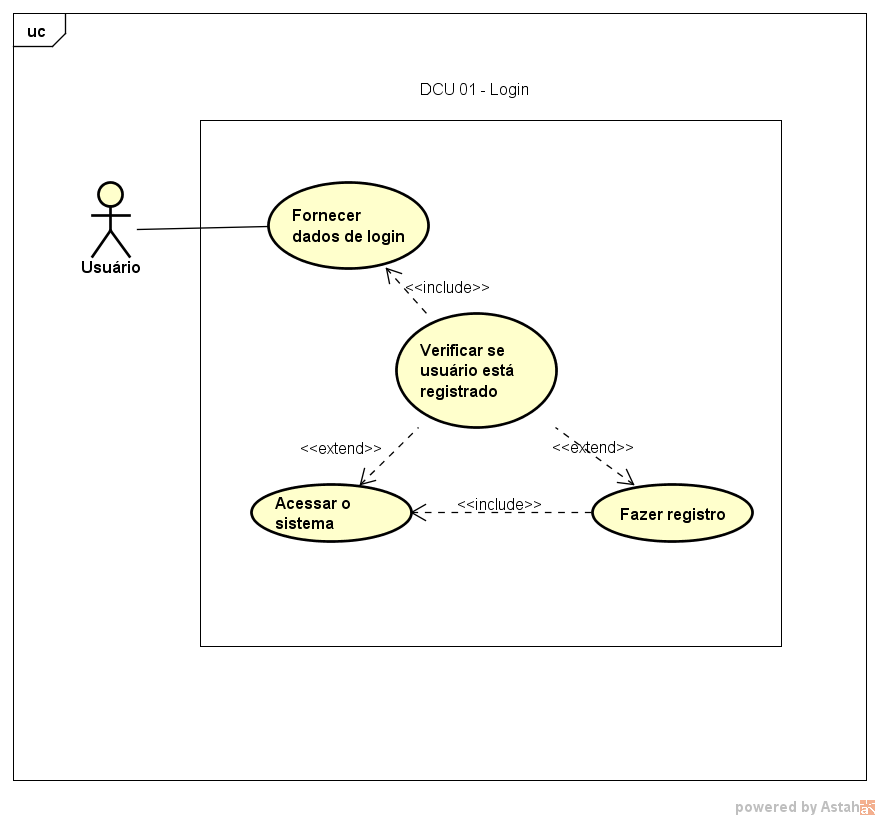 uc
DCU 01 - Login
Fornecer
dados de login
Usuário
<<include>>
Verificar se
usuário está
registrado
<<extend>>
<<extend>>
Acessar o
sistema
<<include>>
Fazer registro
powered by Astah